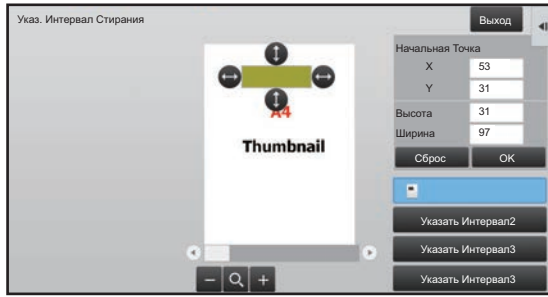 Указ. Интервал Стирания
Выход
Начальная Точка
X 53
Y 31
Высота 31
Ширина 97
Сброс OK
A4
Thumbnail
Указать Интервал2
Указать Интервал3
Указать Интервал3